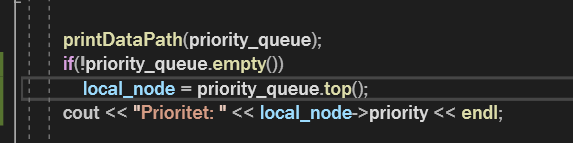 printDataPath(priority_queue);
if(!priority_queue.empty())
local_node = priority_queue.top();
cout << "Prioritet: " << local_node->priority << endl;